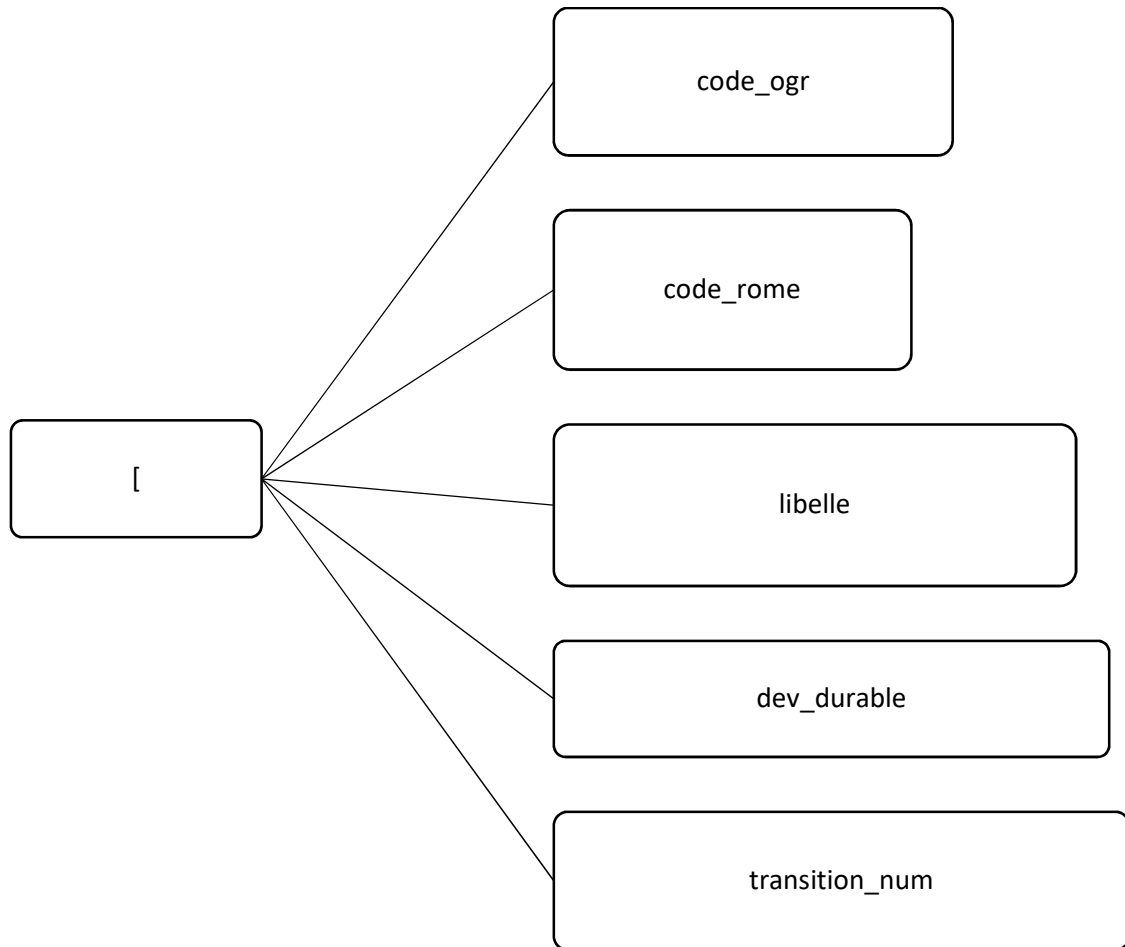 code_ogr
code_rome
[
libelle
dev_durable
transition_num